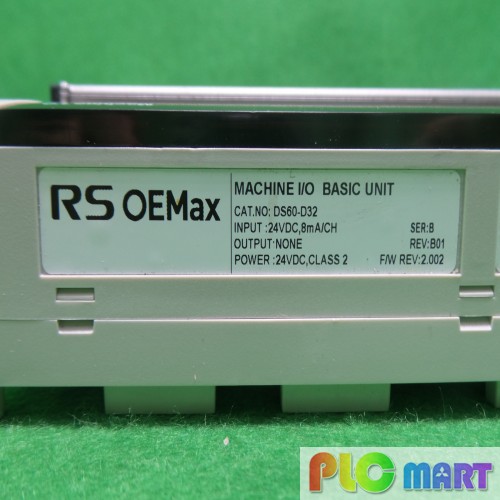 RS OEMax
MACHINE I/O BASIC UNIT
CAT.NO: DS60-D32
INPUT :24VDC,8mA/CH SER:B
OUTPUT:NONE REV:B01
POWER :24VDC,CLASS 2 F/W REV:2.002
PLC MART